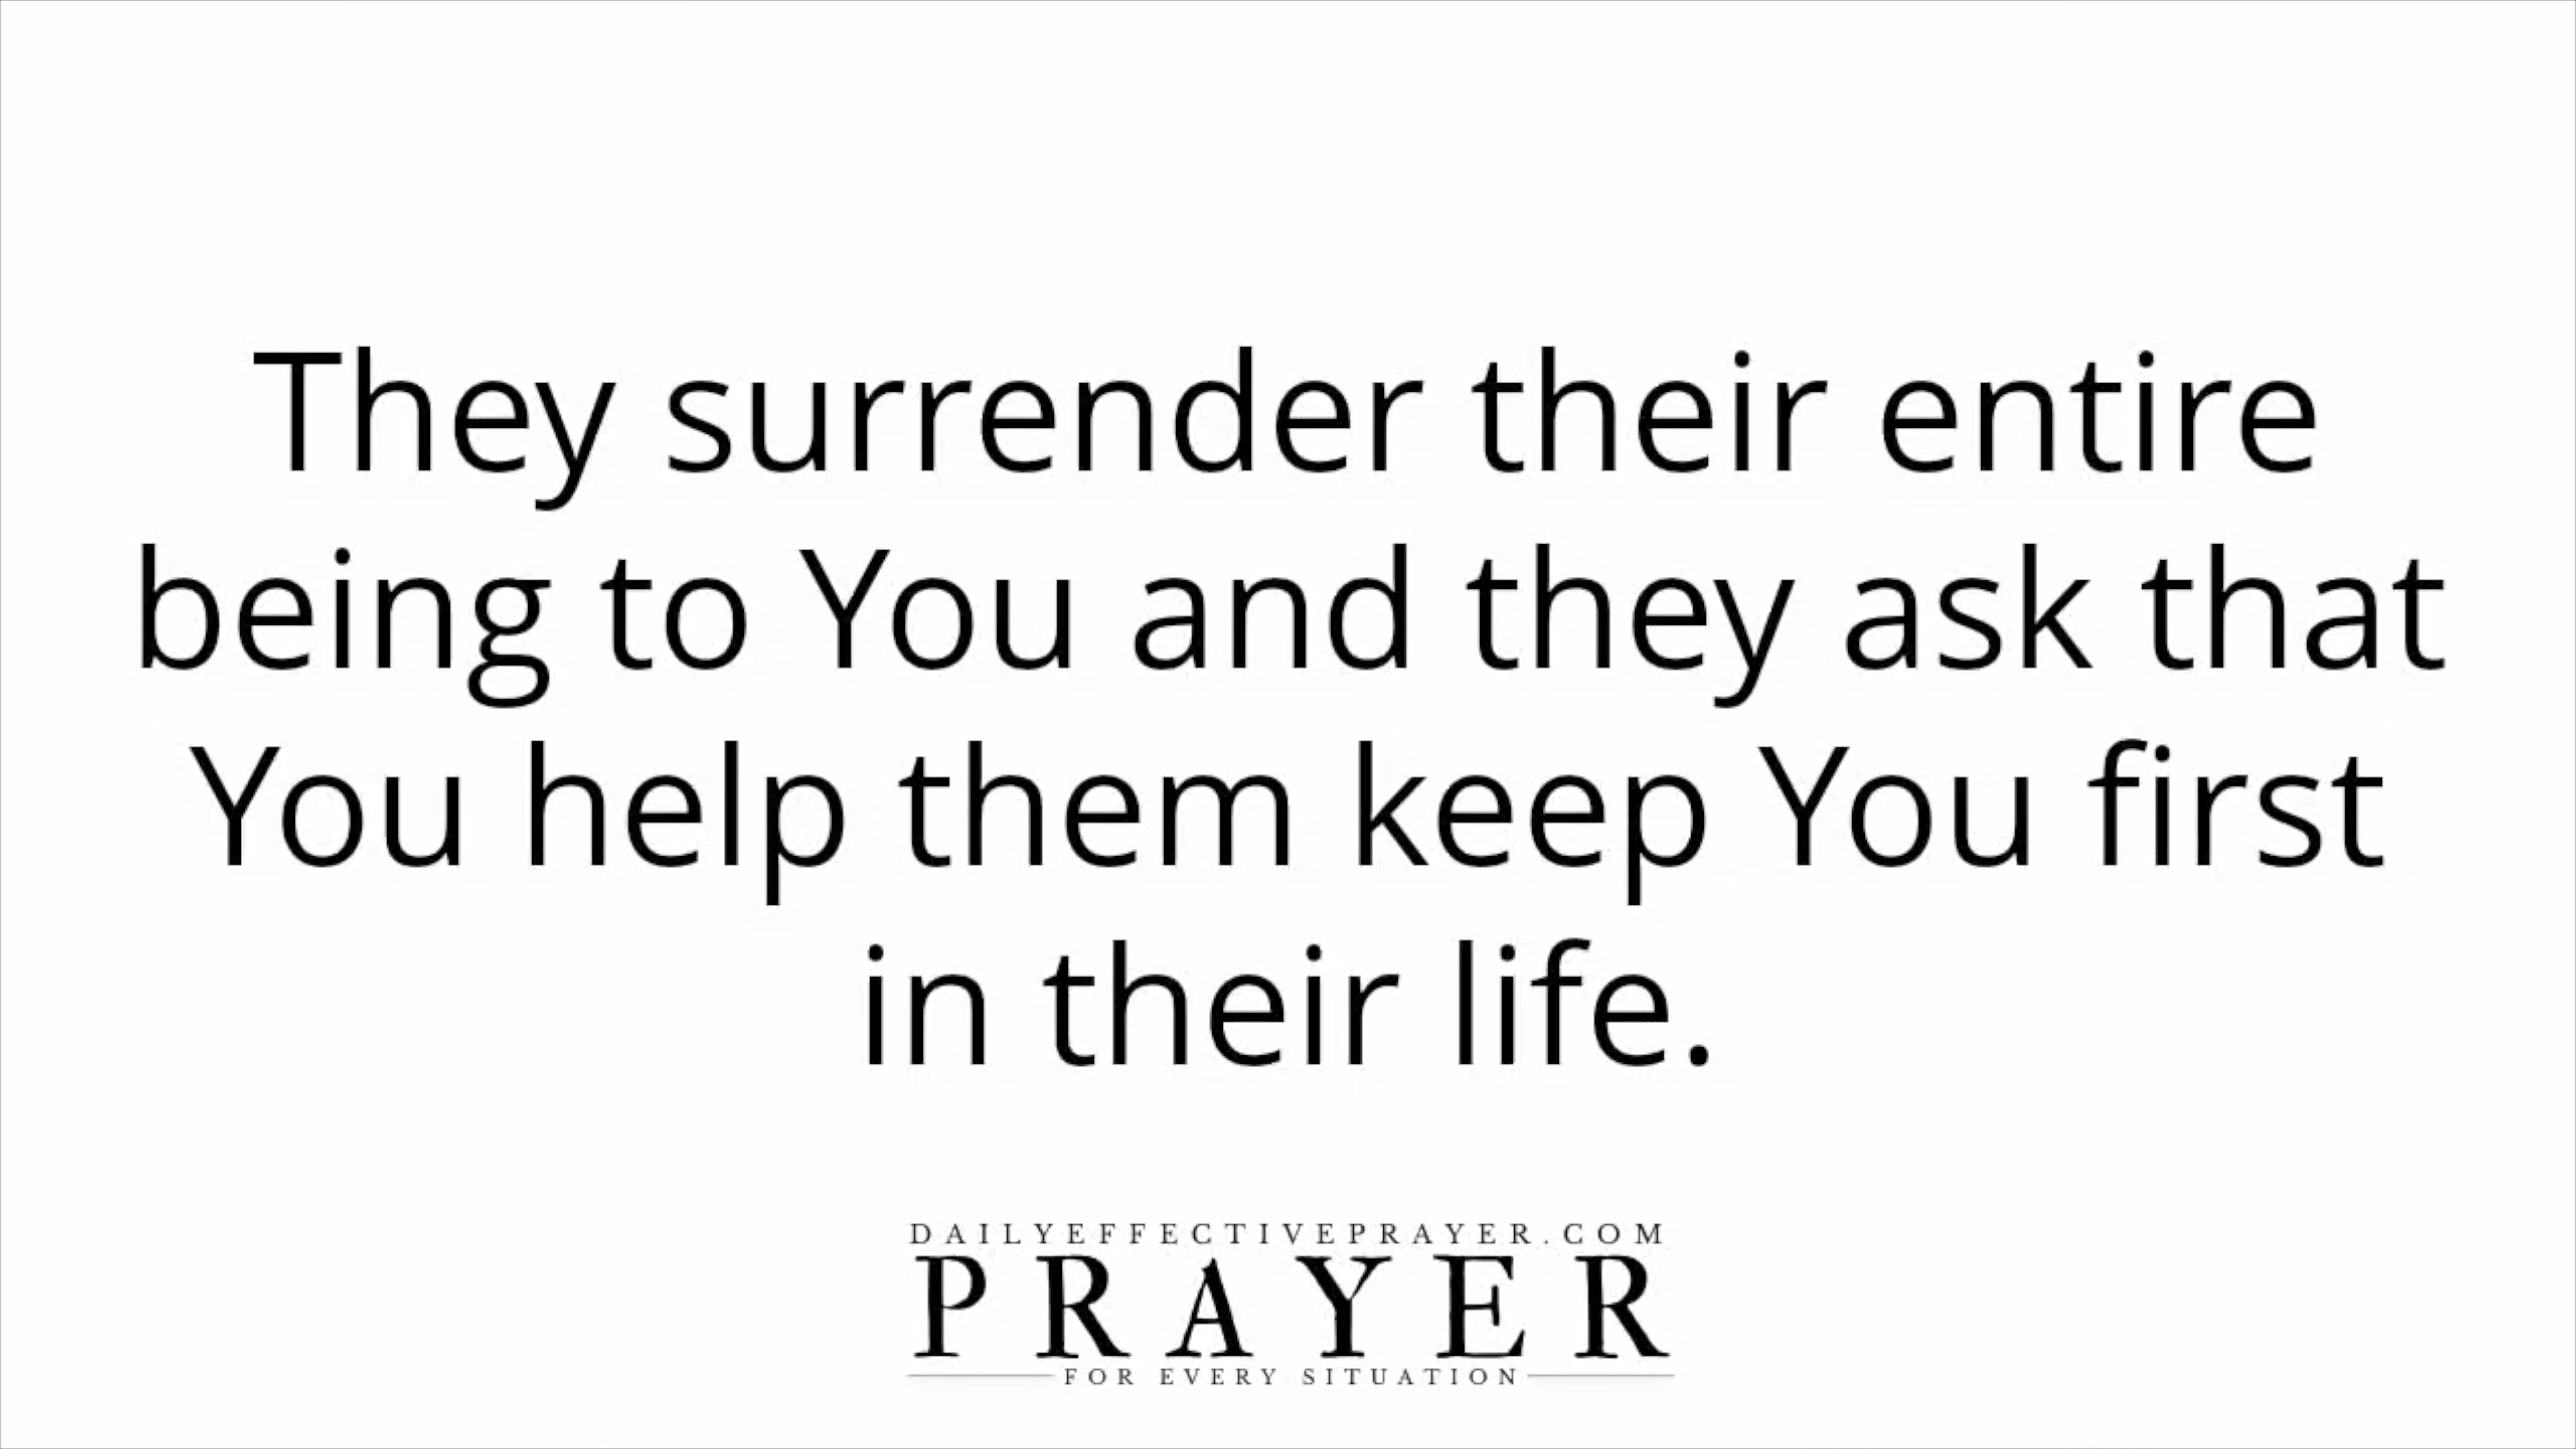 They surrender their entire
being to You and they ask that
You help them keep You first
in their life.
DAILYEFFECTIVEPRAYER.COM
PRAYER
FOR EVERY SITUATION